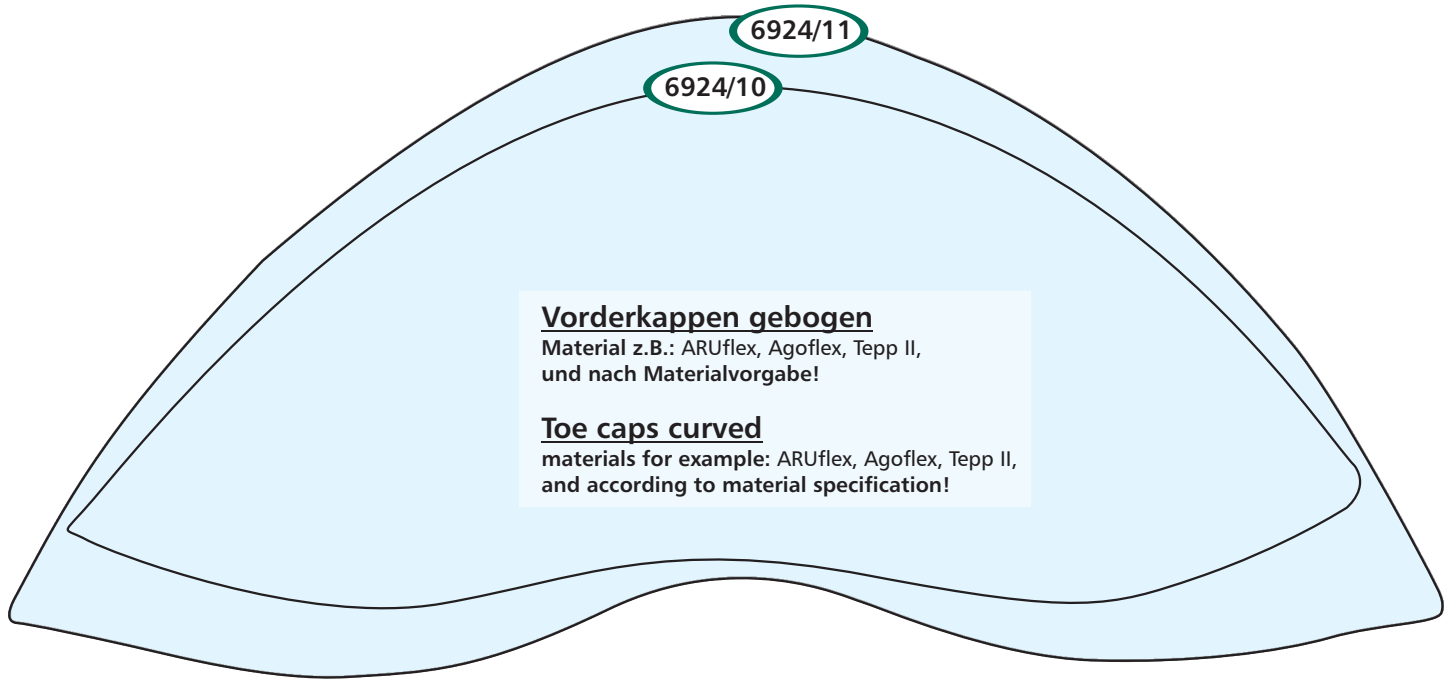 6924/11
6924/10
Vorderkappen gebogen
Material z.B.: ARUflex, Agoflex, Tepp II,
und nach Materialvorgabe!
Toe caps curved
materials for example: ARUflex, Agoflex, Tepp II,
and according to material specification!